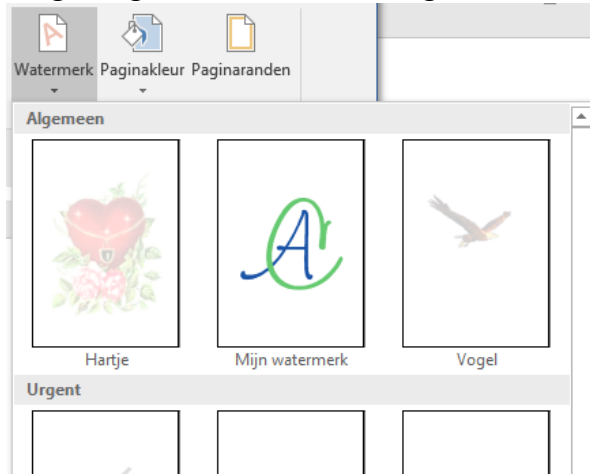 Watermerk Paginakleur Paginaranden
Algemeen
Hartje Mijn watermerk Vogel
Urgent